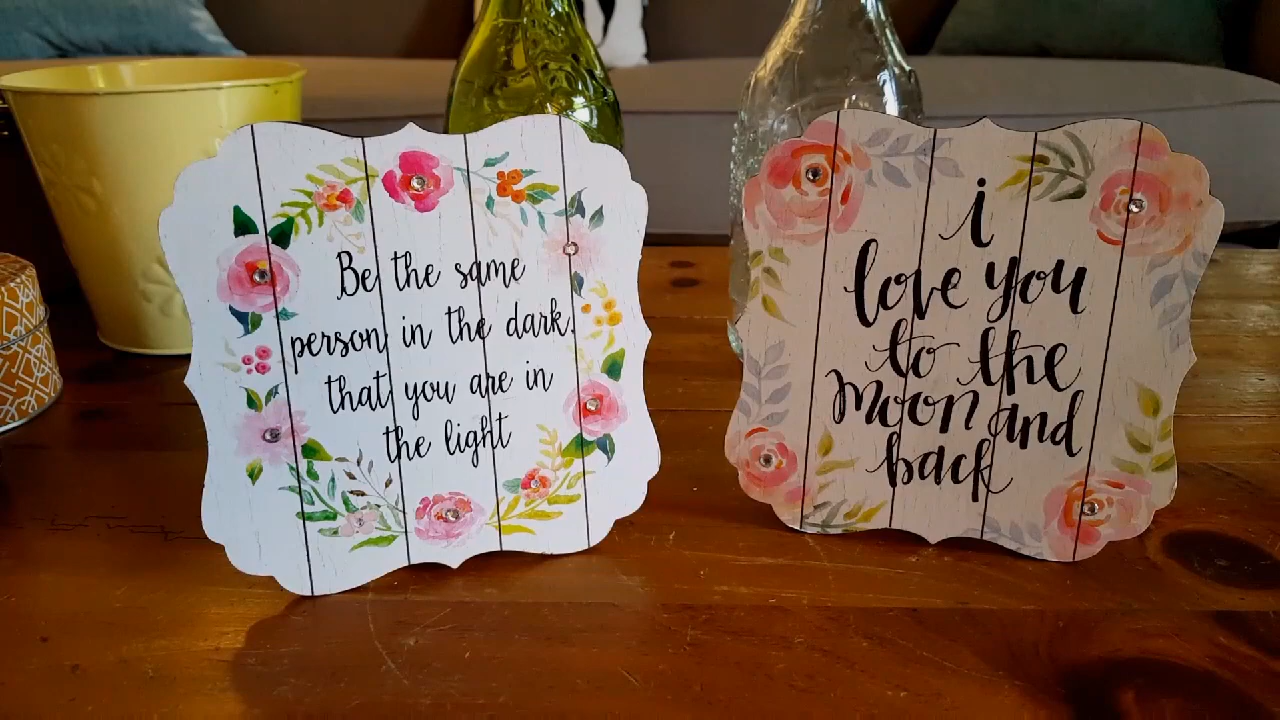 Be the same
person in the dark
that you are in
the light
i
love you
to the
moon and
back